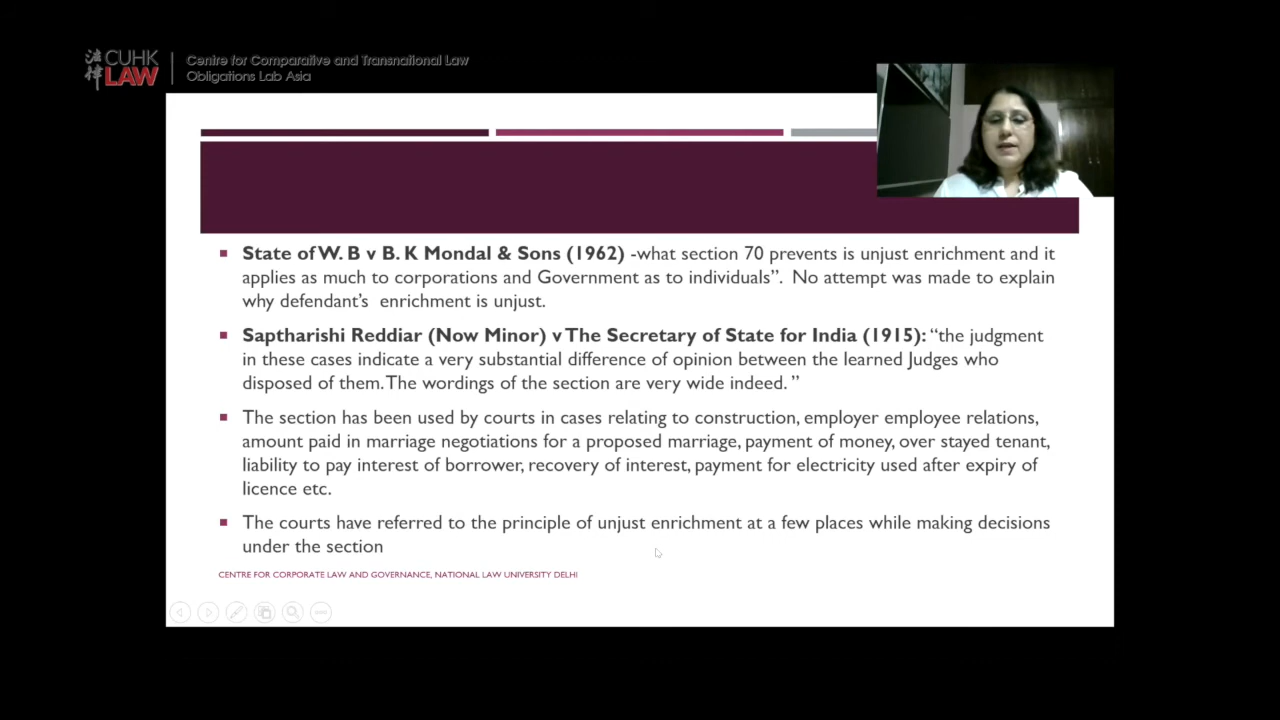 法律
CUHK
LAW
Centre for Comparative and Transnational Law
Obligations Lab Asia
State of W. B v B. K Mondal & Sons (1962) -what section 70 prevents is unjust enrichment and it
applies as much to corporations and Government as to individuals”. No attempt was made to explain
why defendant’s enrichment is unjust.
Saptharishi Reddiar (Now Minor) v The Secretary of State for India (1915): “the judgment
in these cases indicate a very substantial difference of opinion between the learned Judges who
disposed of them. The wordings of the section are very wide indeed. ”
The section has been used by courts in cases relating to construction, employer employee relations,
amount paid in marriage negotiations for a proposed marriage, payment of money, over stayed tenant,
liability to pay interest of borrower, recovery of interest, payment for electricity used after expiry of
licence etc.
The courts have referred to the principle of unjust enrichment at a few places while making decisions
under the section
CENTRE FOR CORPORATE LAW AND GOVERNANCE, NATIONAL LAW UNIVERSITY DELHI